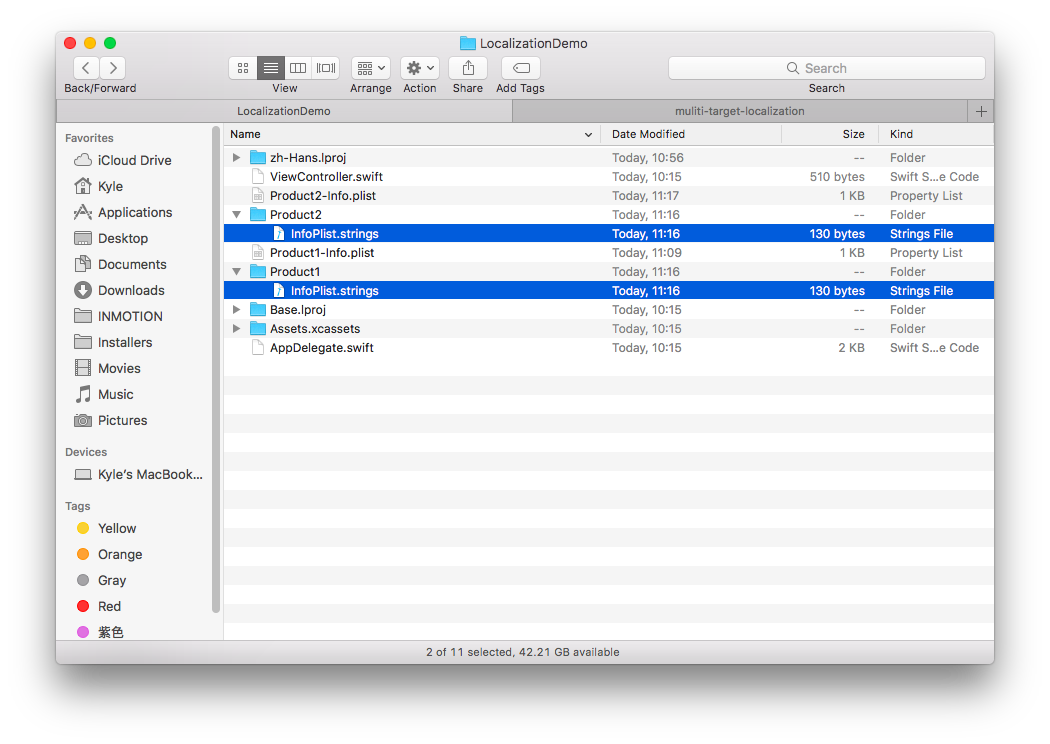 LocalizationDemo
Back/Forward
View
Arrange
Action
Share
Add Tags
Search
Search
LocalizationDemo
muliti-target-localization
Favorites
iCloud Drive
Kyle
Applications
Desktop
Documents
Downloads
INMOTION
Installers
Movies
Music
Pictures
Devices
Kyle's MacBook...
Tags
Yellow
Orange
Gray
Red
紫色
Name Date Modified Size Kind
zh-Hans.lproj Today, 10:56 -- Folder
ViewController.swift Today, 10:15 510 bytes Swift S...e Code
Product2-Info.plist Today, 11:17 1 KB Property List
Product2 Today, 11:16 -- Folder
InfoPlist.strings Today, 11:16 130 bytes Strings File
Product1-Info.plist Today, 11:09 1 KB Property List
Product1 Today, 11:16 -- Folder
InfoPlist.strings Today, 11:16 130 bytes Strings File
Base.lproj Today, 10:15 -- Folder
Assets.xcassets Today, 10:15 -- Folder
AppDelegate.swift Today, 10:15 2 KB Swift S...e Code
2 of 11 selected, 42.21 GB available